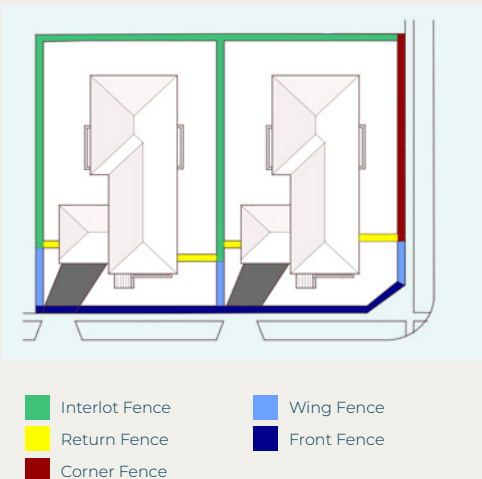 Interlot Fence
Return Fence
Corner Fence
Wing Fence
Front Fence